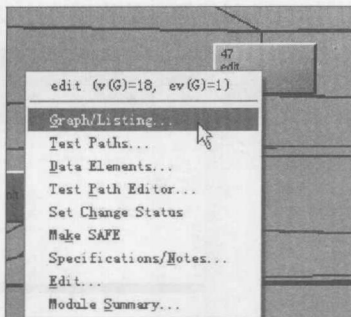 47
edit
edit (v(G)=18, ev(G)=1)
Graph/Listing...
Test Paths...
Data Elements...
Test Path Editor...
Set Change Status
Make SAFE
Specifications/Notes...
Edit...
Module Summary...